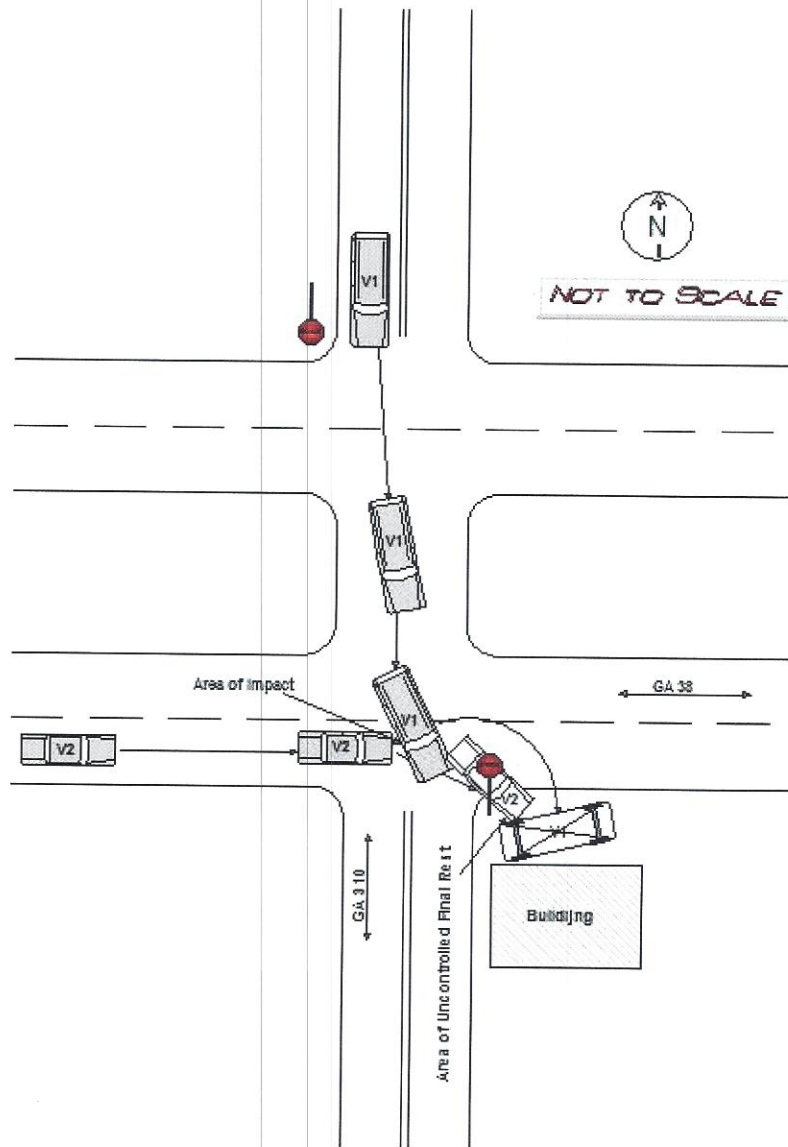 V1
N
NOT TO SCALE
V1
Area of Impact
GA 38
V1
V2
V2
V2
V1
GA 310
Area of Uncontrolled Final Rest
Building